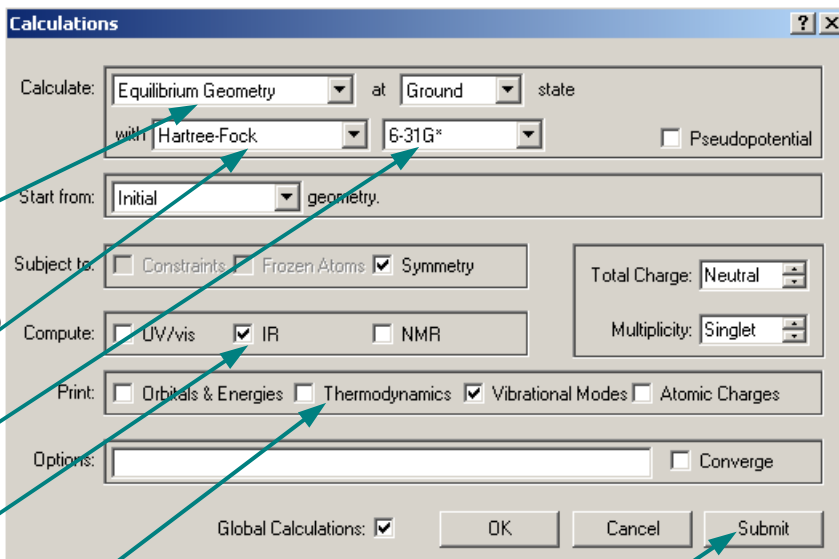 Calculations
Calculate: Equilibrium Geometry at Ground state
with Hartree-Fock 6-31G* Pseudopotential
Start from: Initial geometry.
Subject to: Constraints Frozen Atoms Symmetry
Total Charge: Neutral
Compute: UV/vis IR NMR
Multiplicity: Singlet
Print: Orbitals & Energies Thermodynamics Vibrational Modes Atomic Charges
Options: Converge
Global Calculations: OK Cancel Submit